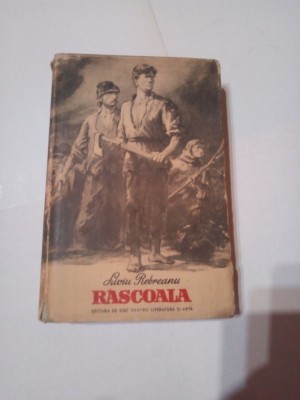 Liviu Rebreanu
RASCOALA
EDITURA DE STAT PENTRU LITERATURA SI ARTA